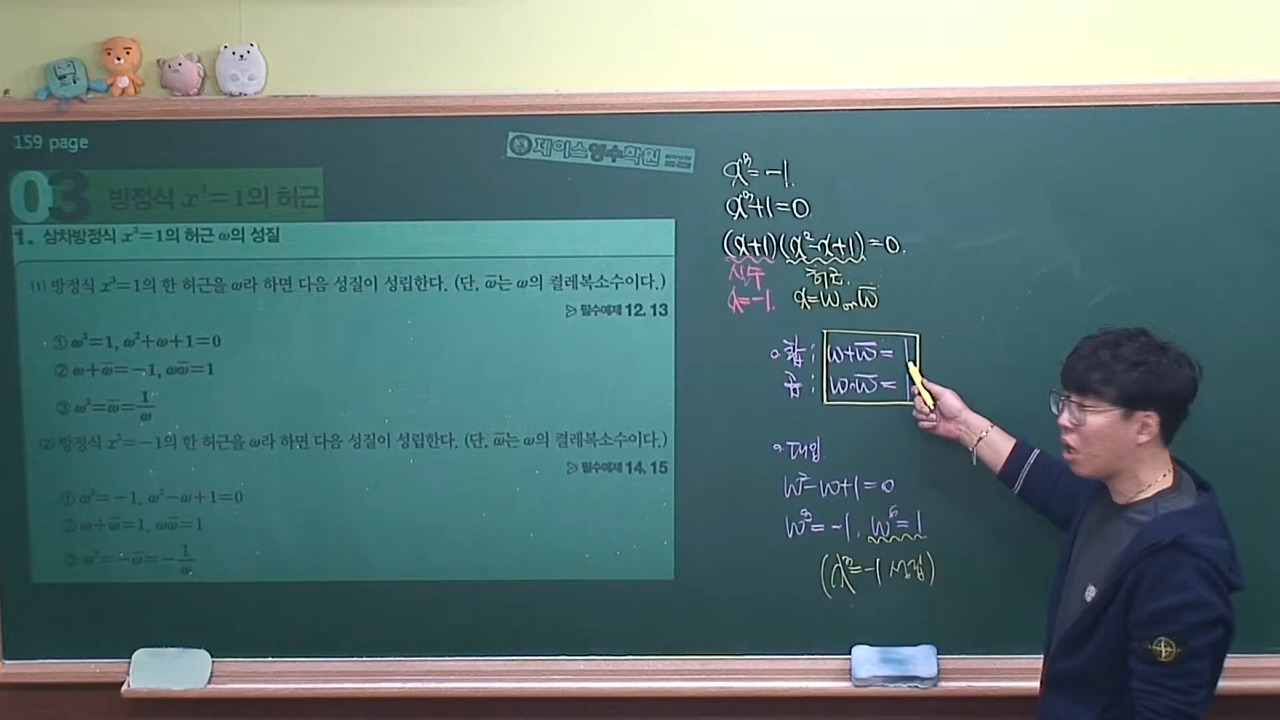 159 page
제이스영수학원
03 방정식 x³=1의 허근
1. 삼차방정식 x³=1의 허근 ω의 성질
(1) 방정식 x³=1의 한 허근을 ω라 하면 다음 성질이 성립한다. (단, ω̅는 ω의 켤레복소수이다.)
▷ 필수예제 12, 13
① ω³=1, ω²+ω+1=0
② ω+ω̅=-1, ωω̅=1
③ ω²=ω̅=1/ω
(2) 방정식 x³=-1의 한 허근을 ω라 하면 다음 성질이 성립한다. (단, ω̅는 ω의 켤레복소수이다.)
▷ 필수예제 14, 15
① ω³=-1, ω²-ω+1=0
② ω+ω̅=1, ωω̅=1
③ ω²=-ω̅=-1/ω
x³=-1.
x³+1=0
(x+1)(x²-x+1)=0.
허근.
x=-1. x=ω or ω̅
합 : ω+ω̅= 1
곱 : ω·ω̅= 1
대입
ω²-ω+1=0
ω³=-1, ω⁶=1
(x³=-1